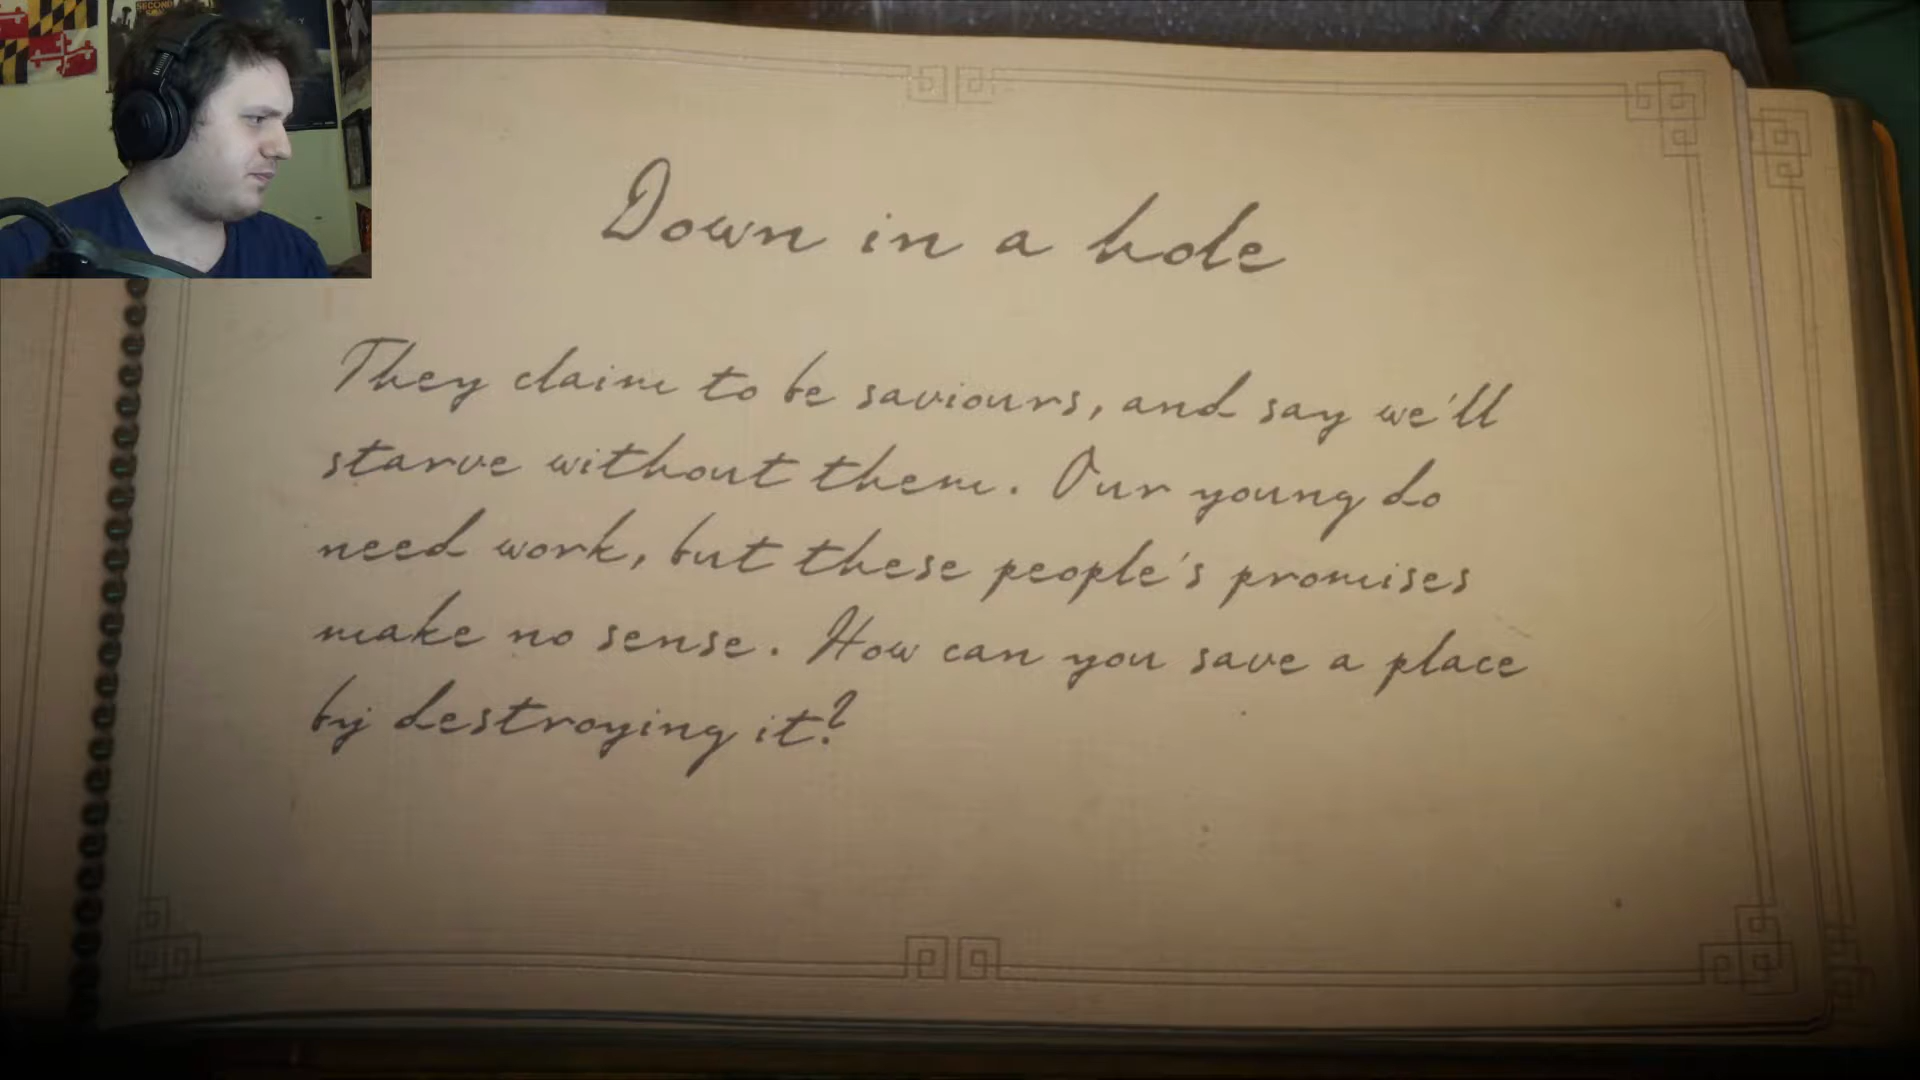 SECOND
Down in a hole
They claim to be saviours, and say we'll
starve without them. Our young do
need work, but these people's promises
make no sense. How can you save a place
by destroying it?